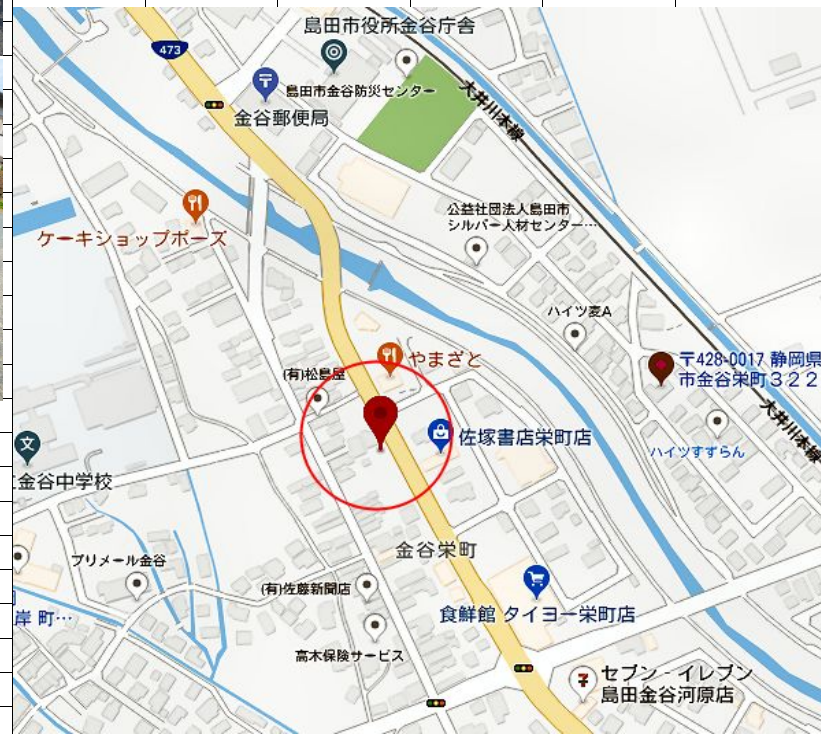 島田市役所金谷庁舎
473
島田市金谷防災センター
大井川本線
金谷郵便局
公益社団法人島田市
シルバー人材センター…
ケーキショップポーズ
ハイツ麦A
やまざと
〒428-0017 静岡県
市金谷栄町３２２
(有)松島屋
佐塚書店栄町店
大井川本線
ハイツすずらん
文
金谷中学校
金谷栄町
プリメール金谷
(有)佐藤新聞店
食鮮館 タイヨー栄町店
岸 町…
高木保険サービス
セブン‐イレブン
島田金谷河原店